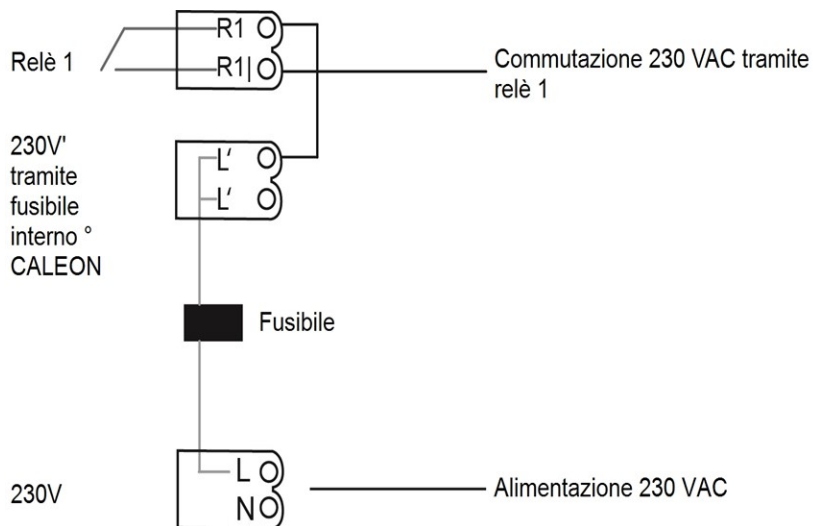 Relè 1
R1
R1|
Commutazione 230 VAC tramite
relè 1
230V'
tramite
fusibile
interno °
CALEON
L'
L'
Fusibile
230V
L
N
Alimentazione 230 VAC